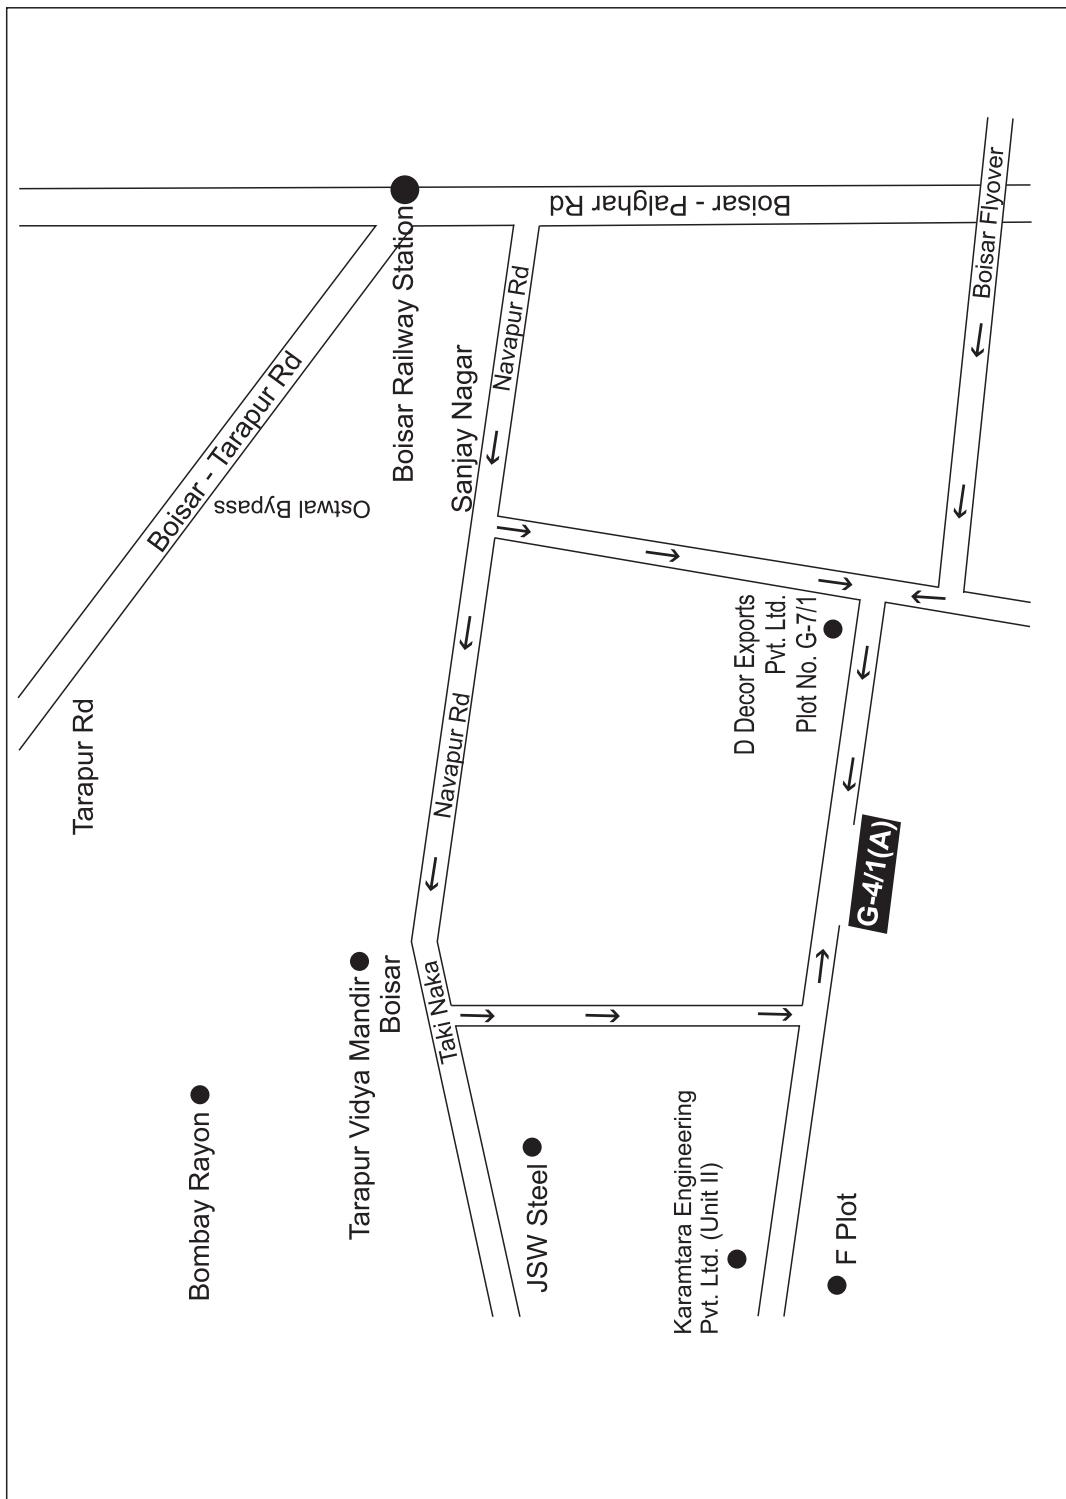 Tarapur Rd
Boisar - Tarapur Rd
Ostwal Bypass
Boisar Railway Station
Sanjay Nagar
Boisar - Palghar Rd
Navapur Rd
Boisar Flyover
Navapur Rd
D Decor Exports
Pvt. Ltd.
Plot No. G-7/1
G-4/1(A)
Bombay Rayon
Tarapur Vidya Mandir
Boisar
Taki Naka
JSW Steel
Karamtara Engineering
Pvt. Ltd. (Unit II)
F Plot